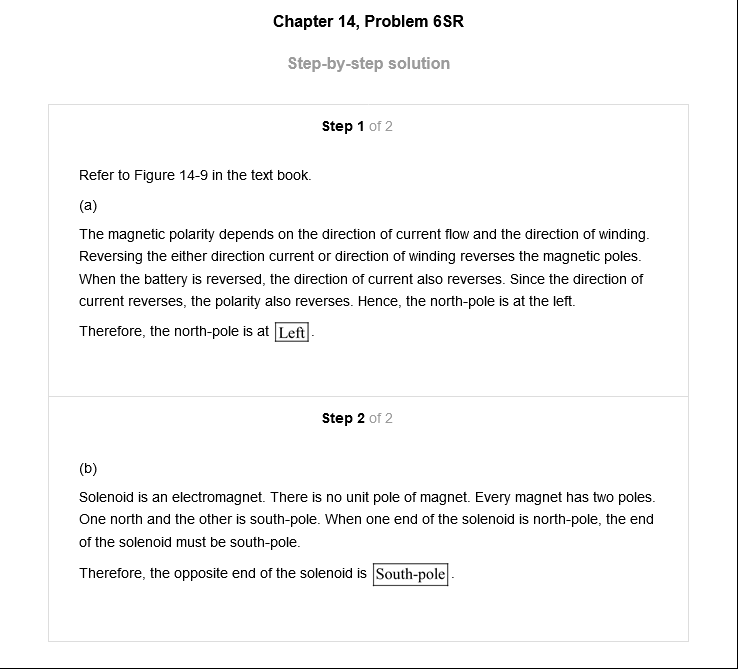 Chapter 14, Problem 6SR
Step-by-step solution
Step 1 of 2
Refer to Figure 14-9 in the text book.
(a)
The magnetic polarity depends on the direction of current flow and the direction of winding.
Reversing the either direction current or direction of winding reverses the magnetic poles.
When the battery is reversed, the direction of current also reverses. Since the direction of
current reverses, the polarity also reverses. Hence, the north-pole is at the left.
Therefore, the north-pole is at Left.
Step 2 of 2
(b)
Solenoid is an electromagnet. There is no unit pole of magnet. Every magnet has two poles.
One north and the other is south-pole. When one end of the solenoid is north-pole, the end
of the solenoid must be south-pole.
Therefore, the opposite end of the solenoid is South-pole.